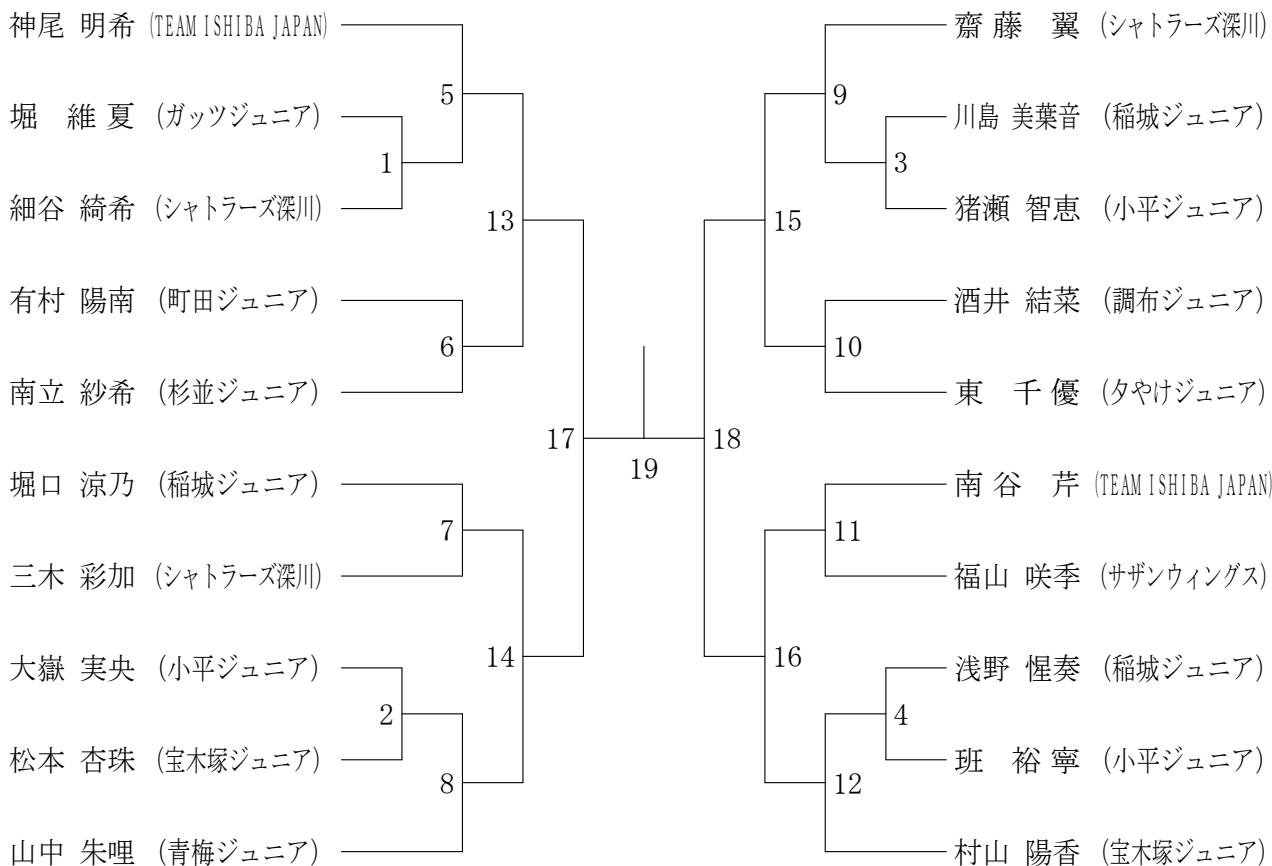 神尾 明希 (TEAM ISHIBA JAPAN)
堀 維夏 (ガッツジュニア)
細谷 綺希 (シャトラーズ深川)
有村 陽南 (町田ジュニア)
南立 紗希 (杉並ジュニア)
堀口 涼乃 (稲城ジュニア)
三木 彩加 (シャトラーズ深川)
大嶽 実央 (小平ジュニア)
松本 杏珠 (宝木塚ジュニア)
山中 朱哩 (青梅ジュニア)
5
1
13
6
17
7
14
2
8
19
齋藤 翼 (シャトラーズ深川)
川島 美葉音 (稲城ジュニア)
猪瀬 智恵 (小平ジュニア)
酒井 結菜 (調布ジュニア)
東 千優 (夕やけジュニア)
南谷 芹 (TEAM ISHIBA JAPAN)
福山 咲季 (サザンウィングス)
浅野 惺奏 (稲城ジュニア)
班 裕寧 (小平ジュニア)
村山 陽香 (宝木塚ジュニア)
9
3
15
10
18
11
16
4
12